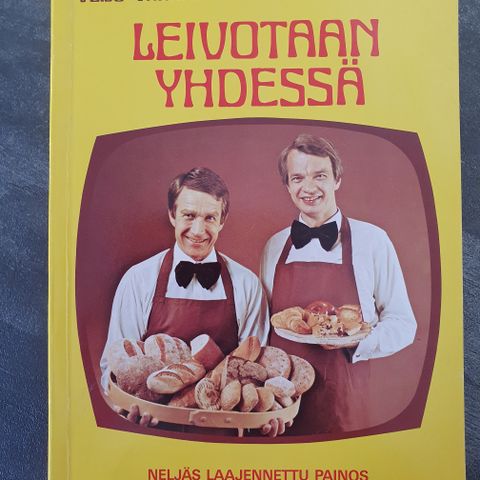 LEIVOTAAN
YHDESSÄ
NELJÄS LAAJENNETTU PAINOS